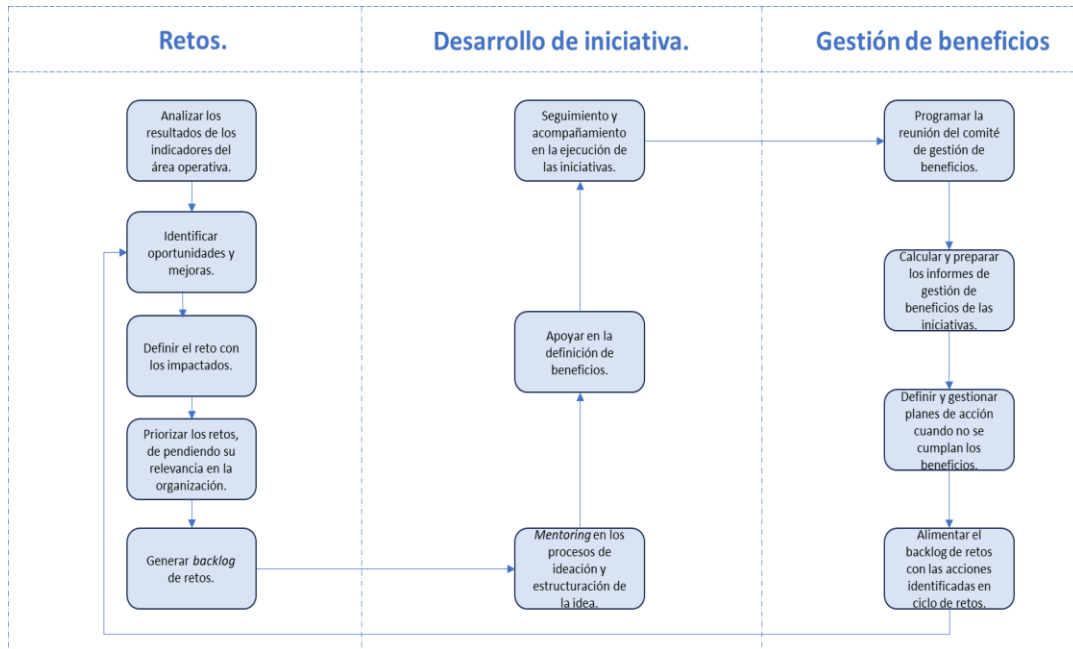 Retos.
Desarrollo de iniciativa.
Gestión de beneficios
Analizar los
resultados de los
indicadores del
área operativa.
Identificar
oportunidades y
mejoras.
Definir el reto con
los impactados.
Priorizar los retos,
de pendiendo su
relevancia en la
organización.
Generar backlog
de retos.
Seguimiento y
acompañamiento
en la ejecución de
las iniciativas.
Apoyar en la
definición de
beneficios.
Mentoring en los
procesos de
ideación y
estructuración de
la idea.
Programar la
reunión del comité
de gestión de
beneficios.
Calcular y preparar
los informes de
gestión de
beneficios de las
iniciativas.
Definir y gestionar
planes de acción
cuando no se
cumplan los
beneficios.
Alimentar el
backlog de retos
con las acciones
identificadas en
ciclo de retos.